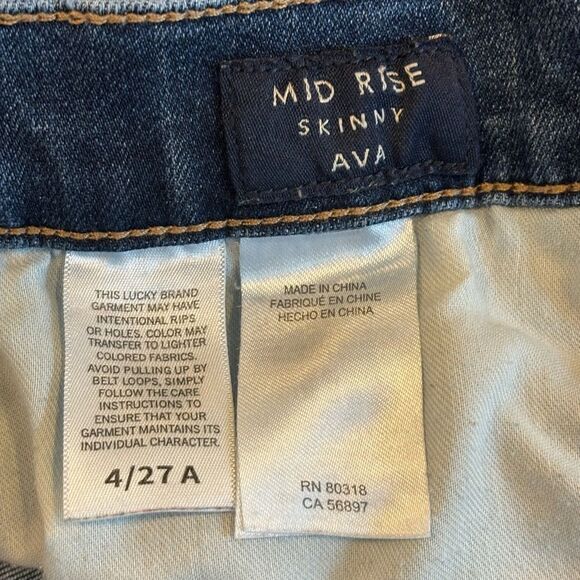 MID RISE
SKINNY
AVA
THIS LUCKY BRAND
GARMENT MAY HAVE
INTENTIONAL RIPS
OR HOLES. COLOR MAY
TRANSFER TO LIGHTER
COLORED FABRICS.
AVOID PULLING UP BY
BELT LOOPS, SIMPLY
FOLLOW THE CARE
INSTRUCTIONS TO
ENSURE THAT YOUR
GARMENT MAINTAINS ITS
INDIVIDUAL CHARACTER.
4/27 A
MADE IN CHINA
FABRIQUÉ EN CHINE
HECHO EN CHINA
RN 80318
CA 56897